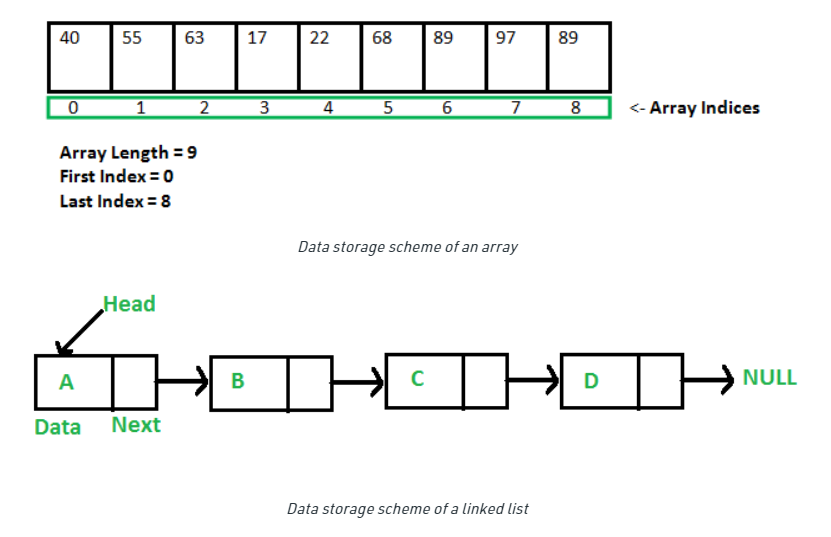 40 55 63 17 22 68 89 97 89
0 1 2 3 4 5 6 7 8 <- Array Indices
Array Length = 9
First Index = 0
Last Index = 8
Data storage scheme of an array
Head
A B C D NULL
Data Next
Data storage scheme of a linked list